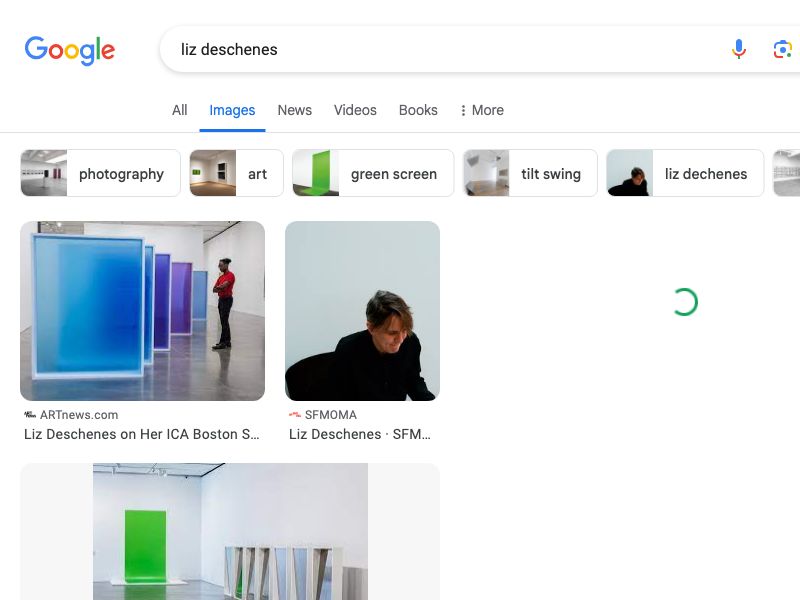 Google
liz deschenes
All Images News Videos Books More
photography art green screen tilt swing liz dechenes
ARTnews.com
Liz Deschenes on Her ICA Boston S...
SFMOMA
Liz Deschenes · SFM...